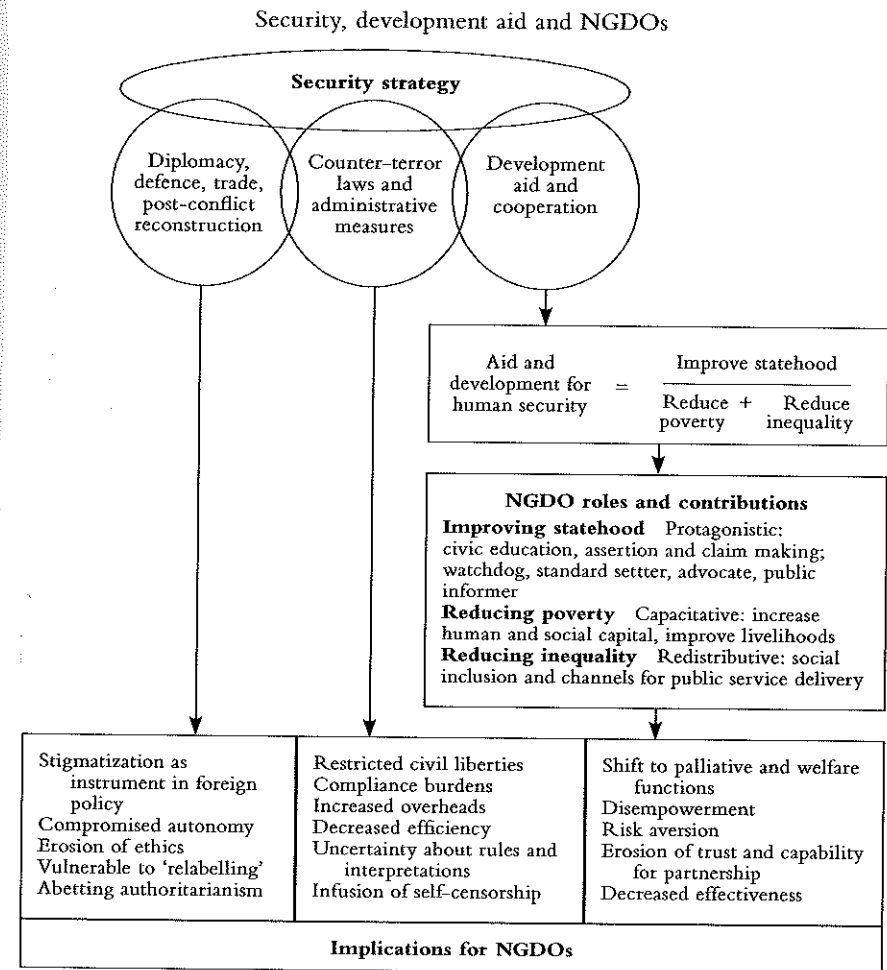 Security, development aid and NGDOs
Security strategy
Diplomacy,
defence, trade,
post-conflict
reconstruction
Counter-terror
laws and
administrative
measures
Development
aid and
cooperation
Aid and
development for
human security
=
Improve statehood
Reduce + Reduce
poverty inequality
NGDO roles and contributions
Improving statehood Protagonistic:
civic education, assertion and claim making;
watchdog, standard settter, advocate, public
informer
Reducing poverty Capacitative: increase
human and social capital, improve livelihoods
Reducing inequality Redistributive: social
inclusion and channels for public service delivery
Stigmatization as
instrument in foreign
policy
Compromised autonomy
Erosion of ethics
Vulnerable to ‘relabelling’
Abetting authoritarianism
Restricted civil liberties
Compliance burdens
Increased overheads
Decreased efficiency
Uncertainty about rules and
interpretations
Infusion of self-censorship
Shift to palliative and welfare
functions
Disempowerment
Risk aversion
Erosion of trust and capability
for partnership
Decreased effectiveness
Implications for NGDOs